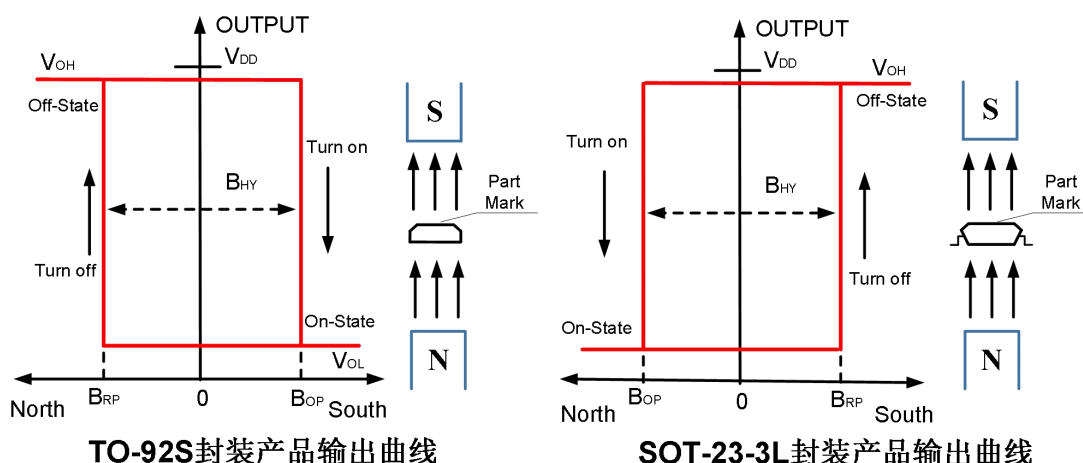 OUTPUT
VOH
VDD
Off-State
Turn on
BHY
Turn off
On-State
VOL
North
BRP
0
BOP
South
S
Part
Mark
N
TO-92S封装产品输出曲线
OUTPUT
VDD
VOH
Off-State
Turn on
BHY
Turn off
On-State
North
BOP
0
BRP
South
S
Part
Mark
N
SOT-23-3L封装产品输出曲线